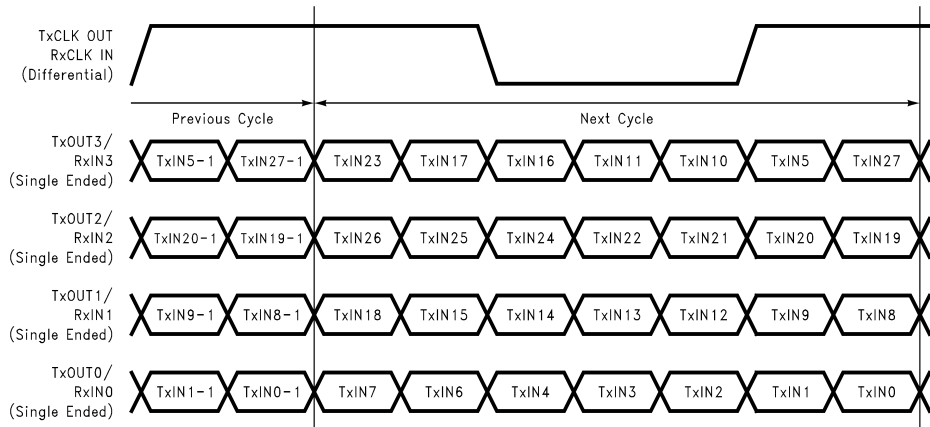 TxCLK OUT
RxCLK IN
(Differential)
Previous Cycle
Next Cycle
TxOUT3/
RxIN3
(Single Ended)
TxIN5-1 TxIN27-1 TxIN23 TxIN17 TxIN16 TxIN11 TxIN10 TxIN5 TxIN27
TxOUT2/
RxIN2
(Single Ended)
TxIN20-1 TxIN19-1 TxIN26 TxIN25 TxIN24 TxIN22 TxIN21 TxIN20 TxIN19
TxOUT1/
RxIN1
(Single Ended)
TxIN9-1 TxIN8-1 TxIN18 TxIN15 TxIN14 TxIN13 TxIN12 TxIN9 TxIN8
TxOUT0/
RxIN0
(Single Ended)
TxIN1-1 TxIN0-1 TxIN7 TxIN6 TxIN4 TxIN3 TxIN2 TxIN1 TxIN0